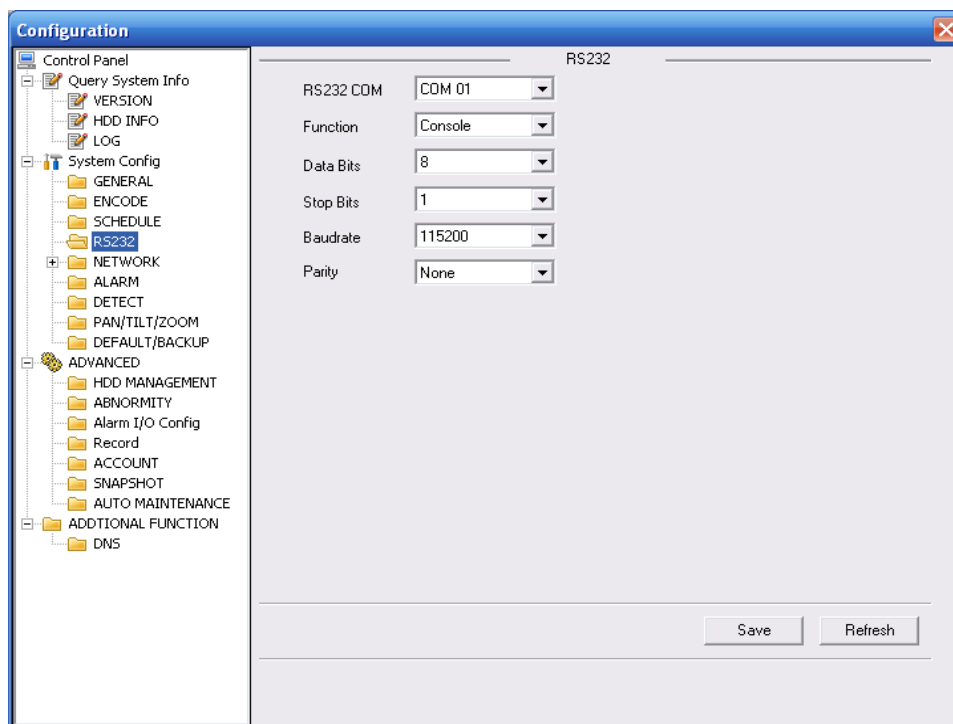 Configuration
Control Panel
Query System Info
VERSION
HDD INFO
LOG
System Config
GENERAL
ENCODE
SCHEDULE
RS232
NETWORK
ALARM
DETECT
PAN/TILT/ZOOM
DEFAULT/BACKUP
ADVANCED
HDD MANAGEMENT
ABNORMITY
Alarm I/O Config
Record
ACCOUNT
SNAPSHOT
AUTO MAINTENANCE
ADDTIONAL FUNCTION
DNS
RS232
RS232 COM COM 01
Function Console
Data Bits 8
Stop Bits 1
Baudrate 115200
Parity None
Save Refresh